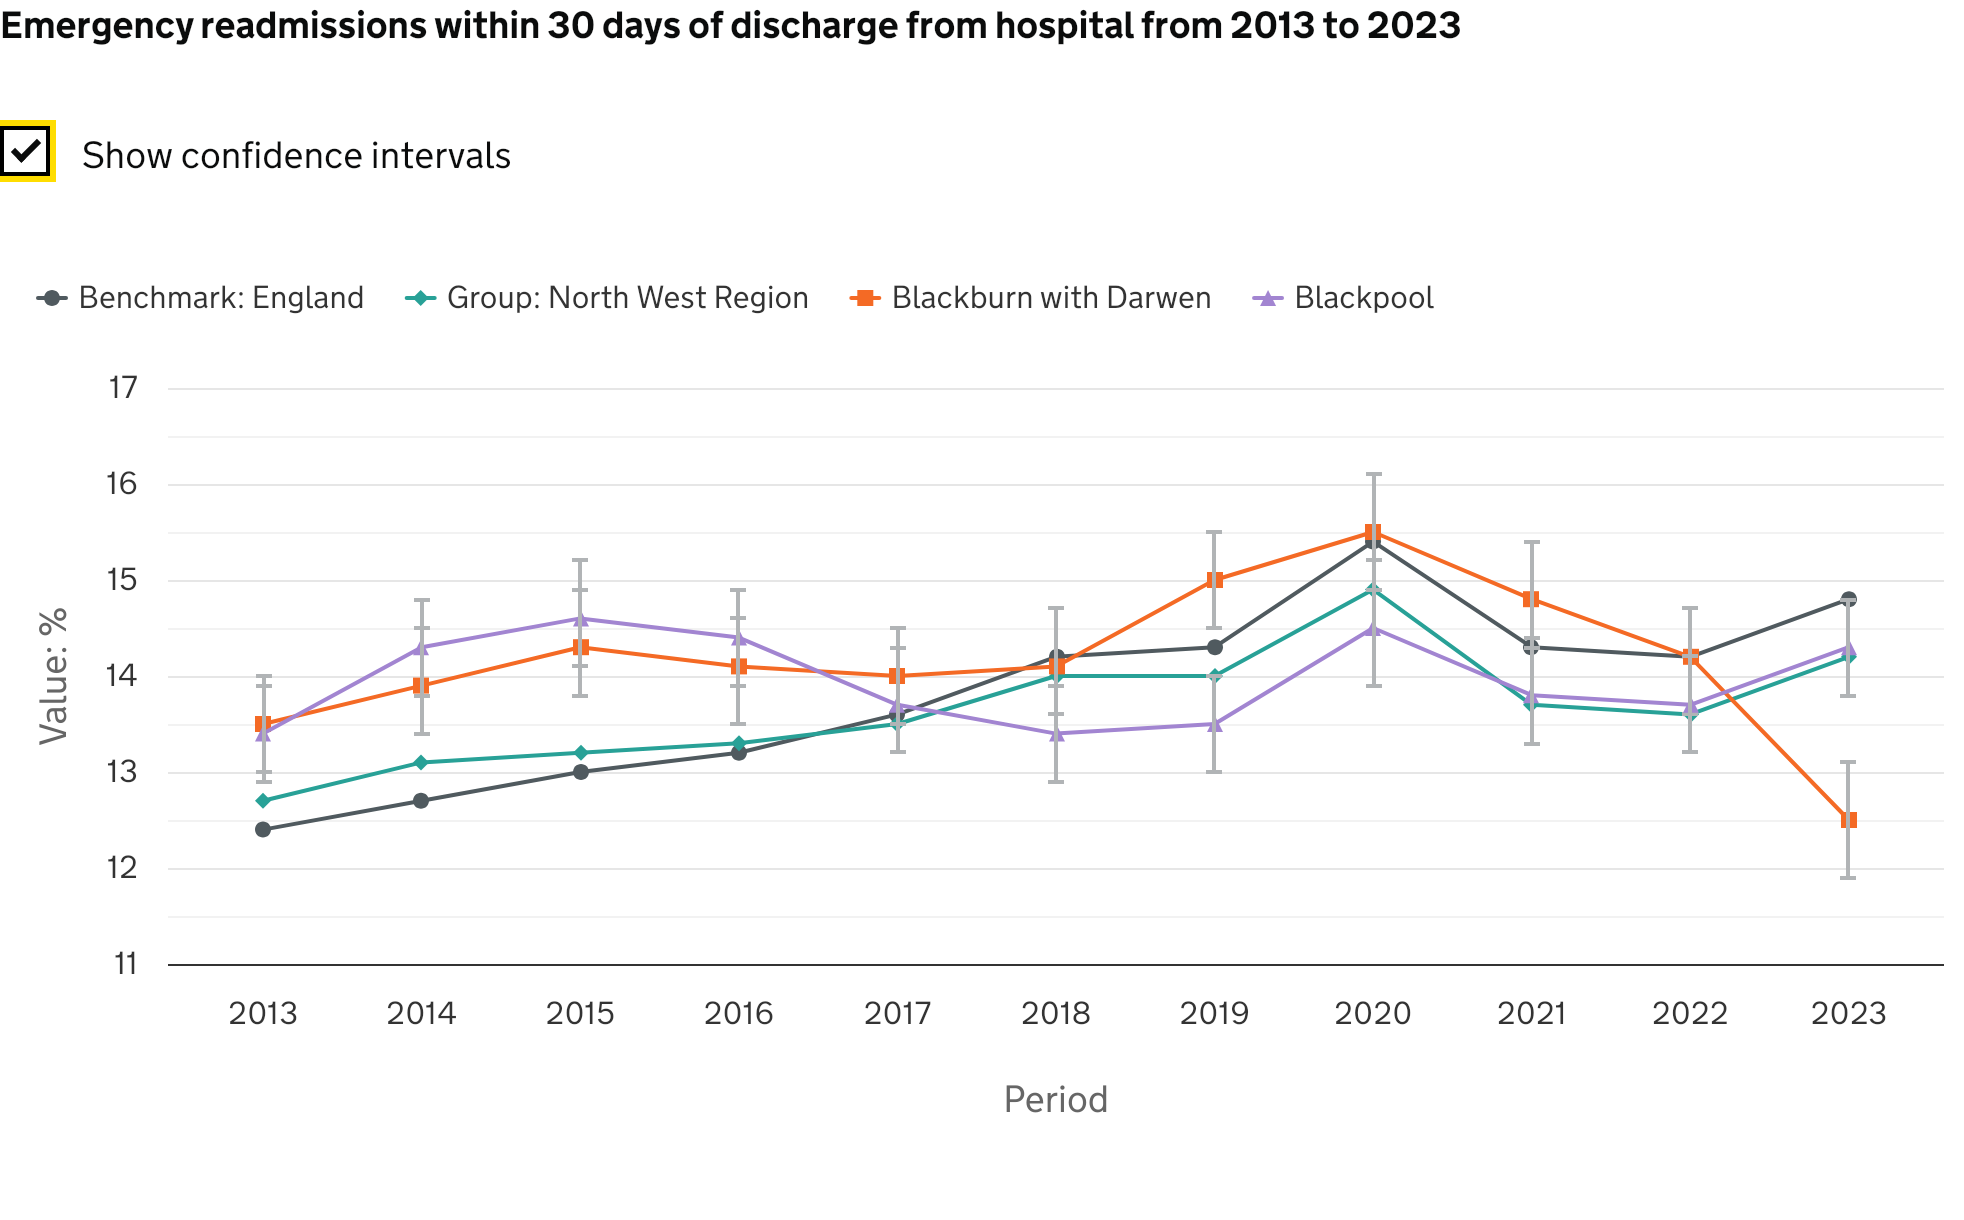 Emergency readmissions within 30 days of discharge from hospital from 2013 to 2023
Show confidence intervals
Benchmark: England Group: North West Region Blackburn with Darwen Blackpool
17
16
15
14
13
12
11
Value: %
2013 2014 2015 2016 2017 2018 2019 2020 2021 2022 2023
Period